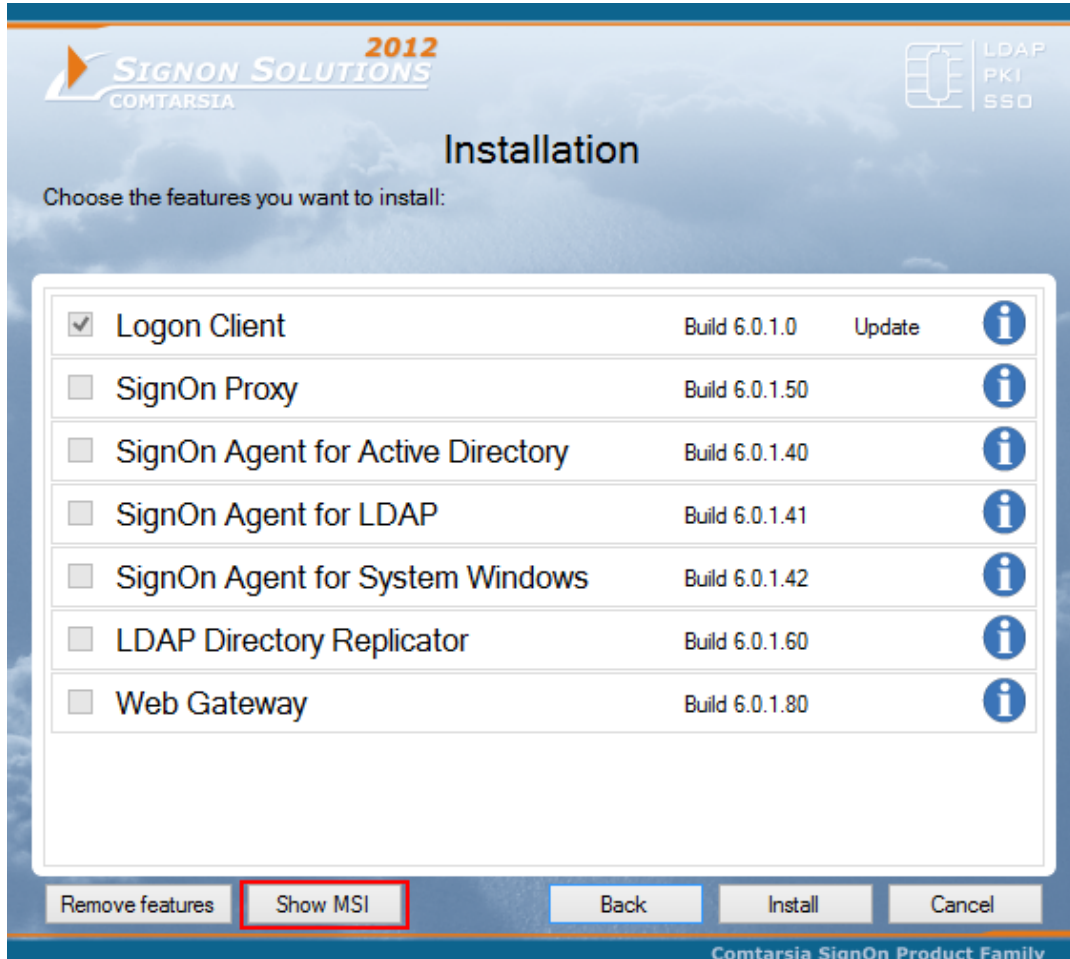 2012
SIGNON SOLUTIONS
COMTARSIA
LDAP
PKI
SSO
Installation
Choose the features you want to install:
Logon Client Build 6.0.1.0 Update
SignOn Proxy Build 6.0.1.50
SignOn Agent for Active Directory Build 6.0.1.40
SignOn Agent for LDAP Build 6.0.1.41
SignOn Agent for System Windows Build 6.0.1.42
LDAP Directory Replicator Build 6.0.1.60
Web Gateway Build 6.0.1.80
Remove features Show MSI Back Install Cancel
Comtarsia SignOn Product Family